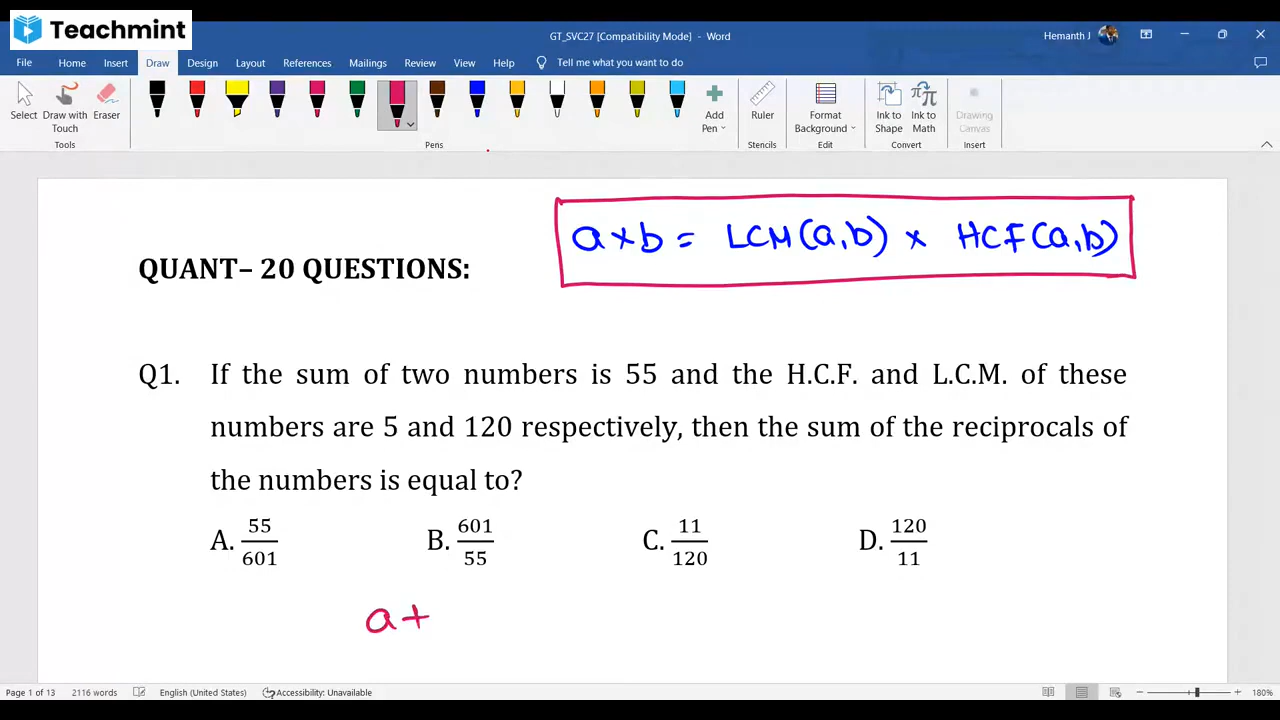 Teachmint
GT_SVC27 [Compatibility Mode] - Word
Hemanth J
File Home Insert Draw Design Layout References Mailings Review View Help Tell me what you want to do
Select
Draw with Touch
Eraser
Add Pen
Ruler
Format Background
Ink to Shape
Ink to Math
Drawing Canvas
Tools Pens Stencils Edit Convert Insert
a×b = LCM(a,b) × HCF(a,b)
QUANT– 20 QUESTIONS:
Q1. If the sum of two numbers is 55 and the H.C.F. and L.C.M. of these
numbers are 5 and 120 respectively, then the sum of the reciprocals of
the numbers is equal to?
A. 55/601 B. 601/55 C. 11/120 D. 120/11
a+
Page 1 of 13 2116 words English (United States) Accessibility: Unavailable 180%